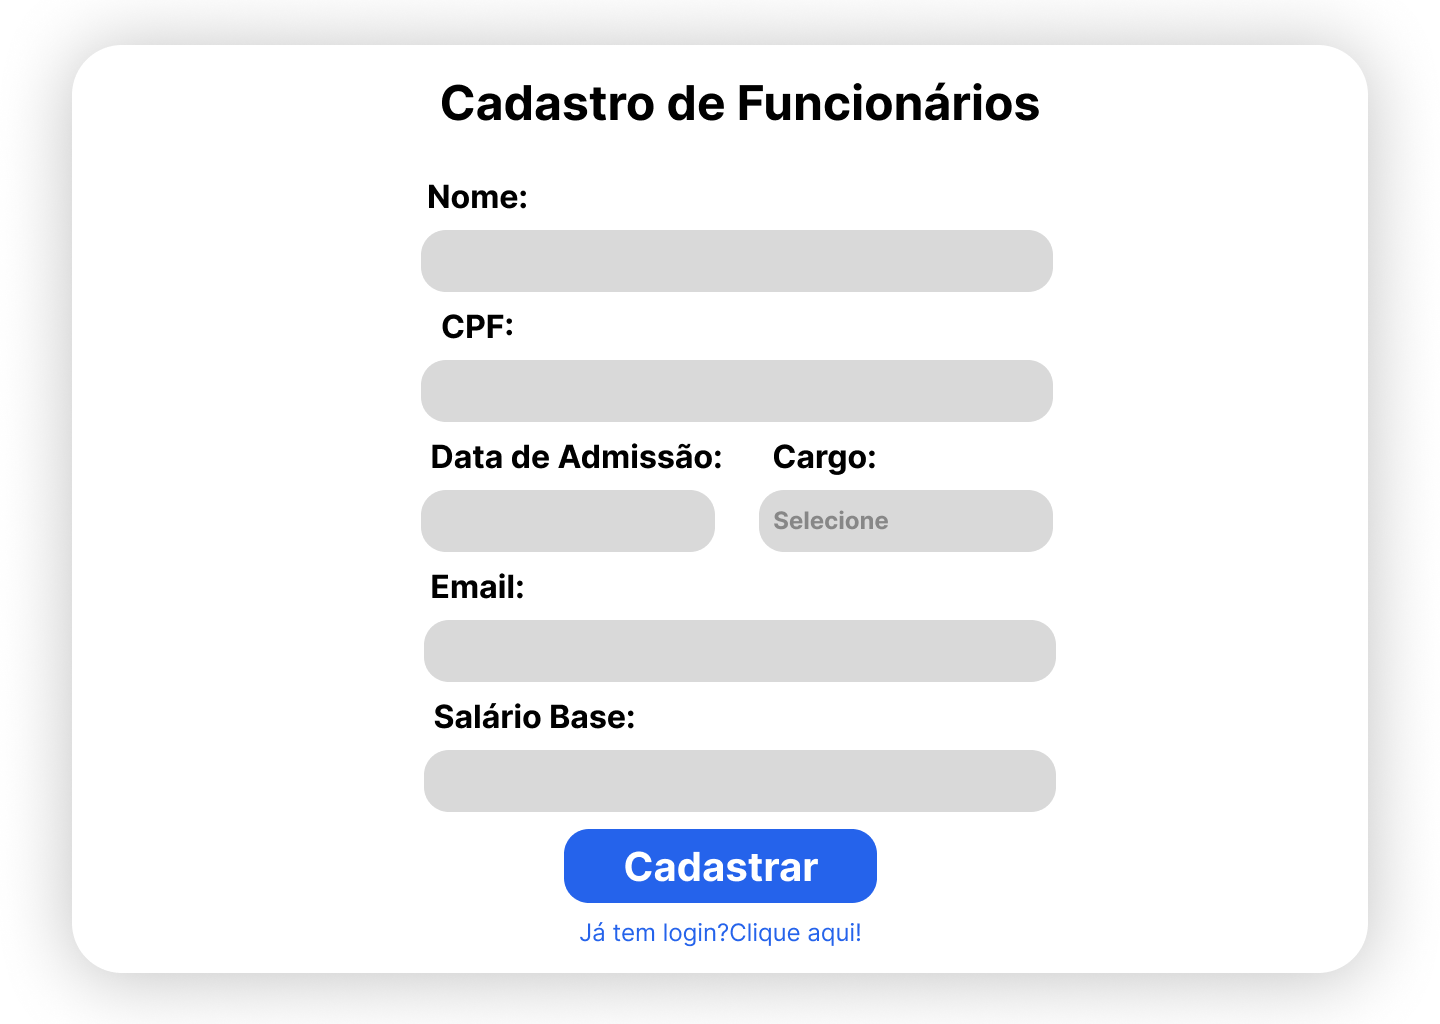 Cadastro de Funcionários
Nome:
CPF:
Data de Admissão: Cargo:
Selecione
Email:
Salário Base:
Cadastrar
Já tem login?Clique aqui!